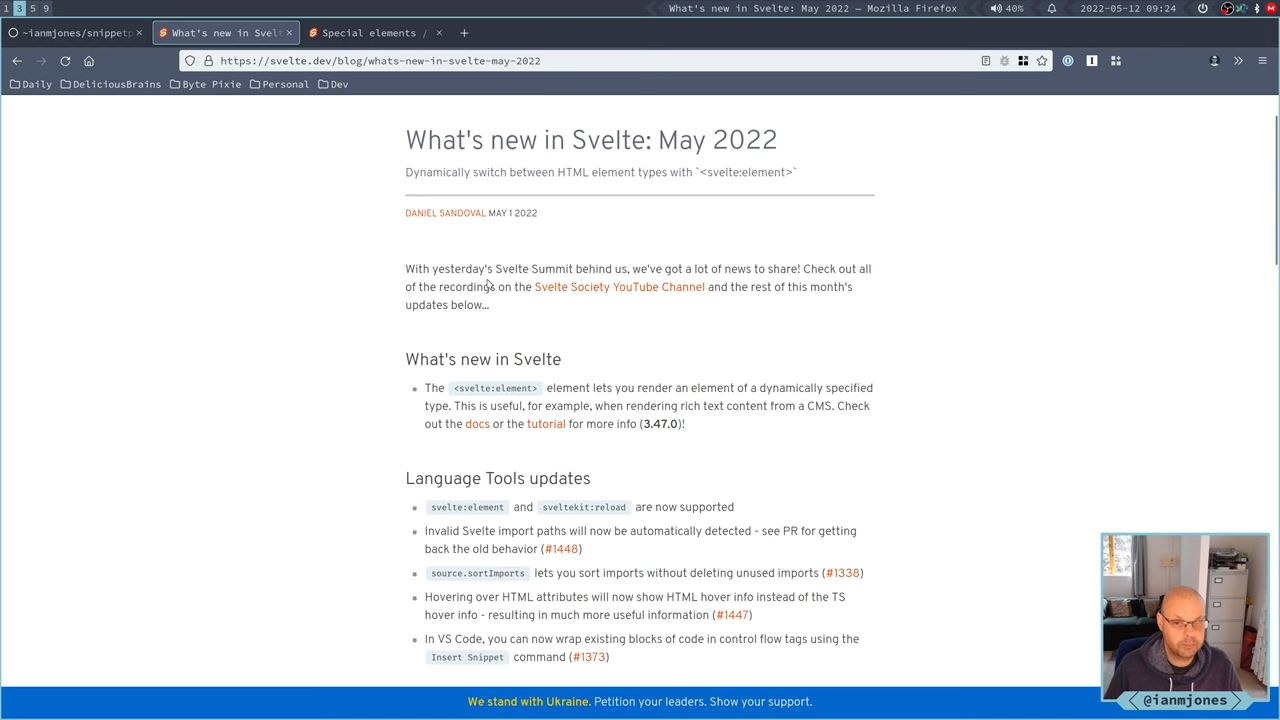 1 3 5 9
What's new in Svelte: May 2022 — Mozilla Firefox
40%
2022-05-12 09:24
~ianmjones/snippetp
What's new in Svelt
Special elements /
https://svelte.dev/blog/whats-new-in-svelte-may-2022
Daily DeliciousBrains Byte Pixie Personal Dev
What's new in Svelte: May 2022
Dynamically switch between HTML element types with `<svelte:element>`
DANIEL SANDOVAL MAY 1 2022
With yesterday's Svelte Summit behind us, we've got a lot of news to share! Check out all
of the recordings on the Svelte Society YouTube Channel and the rest of this month's
updates below...
What's new in Svelte
The <svelte:element> element lets you render an element of a dynamically specified
type. This is useful, for example, when rendering rich text content from a CMS. Check
out the docs or the tutorial for more info (3.47.0)!
Language Tools updates
svelte:element and sveltekit:reload are now supported
Invalid Svelte import paths will now be automatically detected - see PR for getting
back the old behavior (#1448)
source.sortImports lets you sort imports without deleting unused imports (#1338)
Hovering over HTML attributes will now show HTML hover info instead of the TS
hover info - resulting in much more useful information (#1447)
In VS Code, you can now wrap existing blocks of code in control flow tags using the
Insert Snippet command (#1373)
We stand with Ukraine. Petition your leaders. Show your support.
@ianmjones